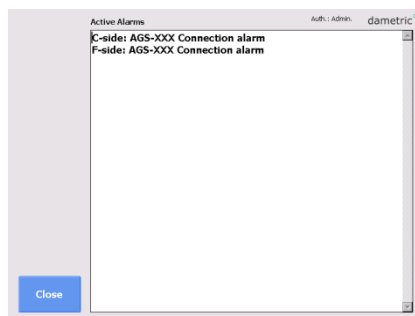 Active Alarms
Auth.: Admin.
dametric
C-side: AGS-XXX Connection alarm
F-side: AGS-XXX Connection alarm
Close